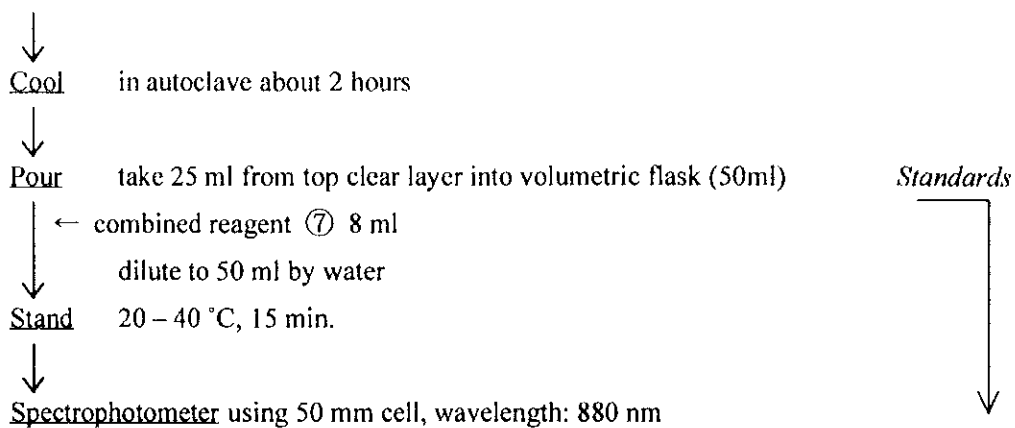 Cool in autoclave about 2 hours
Pour take 25 ml from top clear layer into volumetric flask (50ml) Standards
← combined reagent ⑦ 8 ml
dilute to 50 ml by water
Stand 20 – 40 °C, 15 min.
Spectrophotometer using 50 mm cell, wavelength: 880 nm